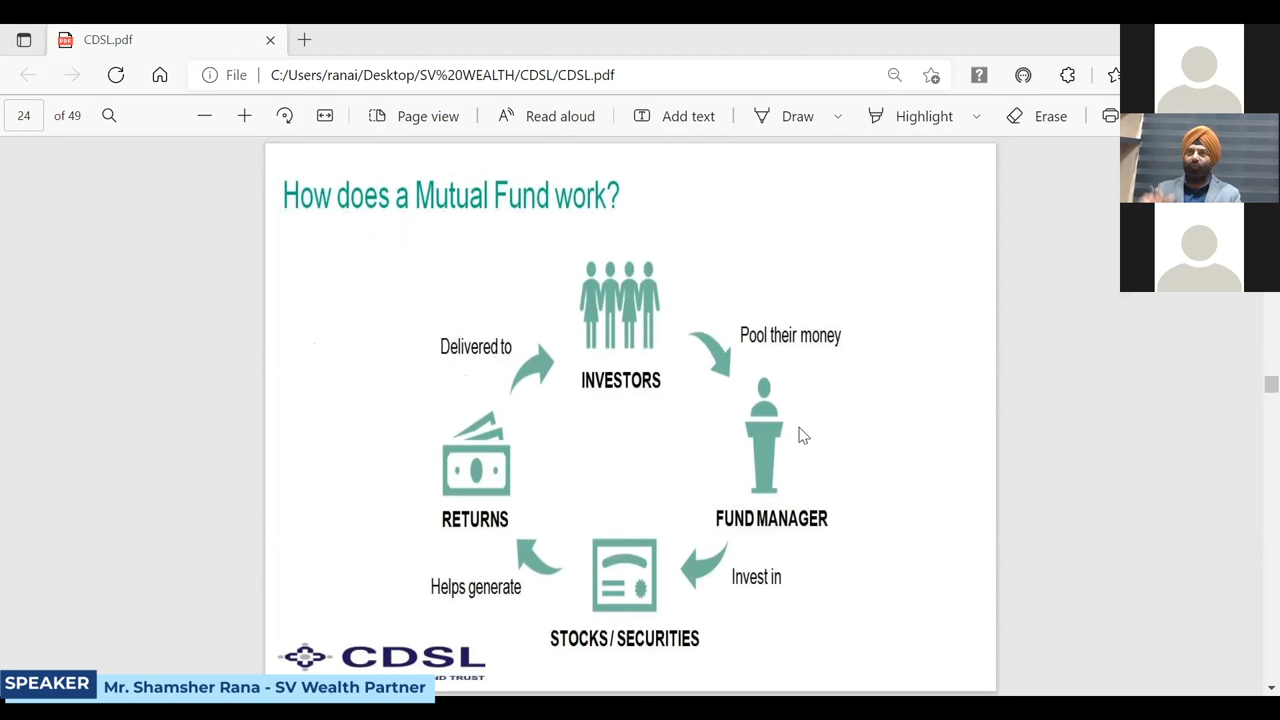 CDSL.pdf
File
C:/Users/ranai/Desktop/SV%20WEALTH/CDSL/CDSL.pdf
24
of 49
Page view
A
Read aloud
Add text
Draw
Highlight
Erase
How does a Mutual Fund work?
Delivered to
Pool their money
INVESTORS
RETURNS
FUND MANAGER
Helps generate
Invest in
STOCKS / SECURITIES
CDSL
TRUST
SPEAKER
Mr. Shamsher Rana - SV Wealth Partner